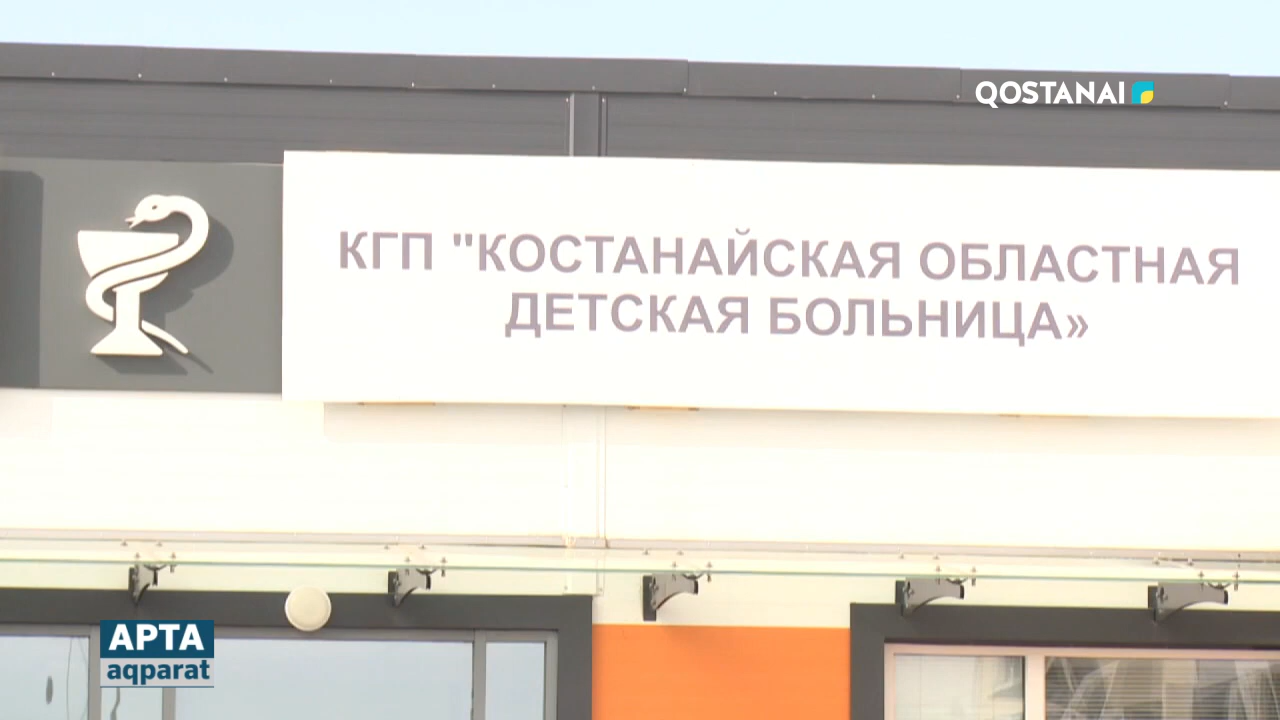 QOSTANAI
КГП "КОСТАНАЙСКАЯ ОБЛАСТНАЯ
ДЕТСКАЯ БОЛЬНИЦА»
АРТА
aqparat